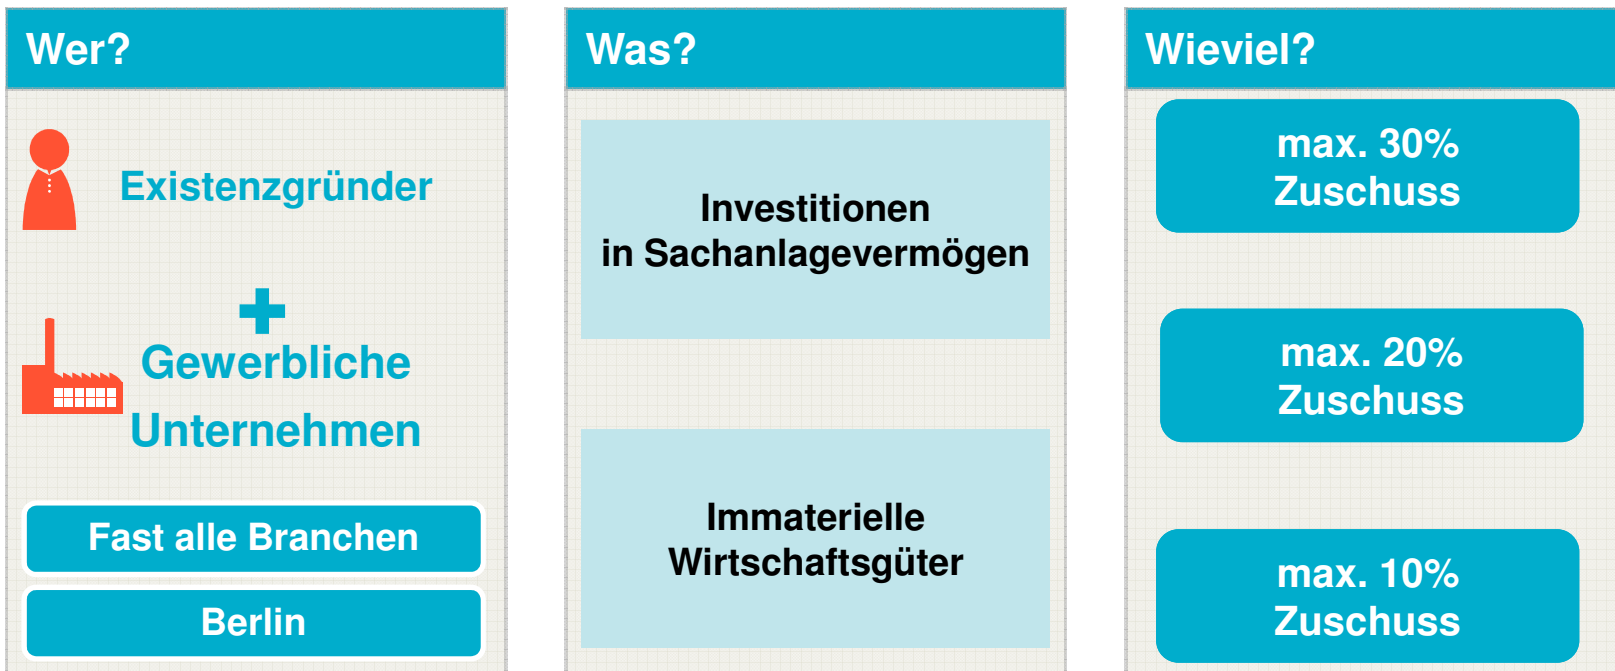 Wer?
Existenzgründer
Gewerbliche
Unternehmen
Fast alle Branchen
Berlin
Was?
Investitionen
in Sachanlagevermögen
Immaterielle
Wirtschaftsgüter
Wieviel?
max. 30%
Zuschuss
max. 20%
Zuschuss
max. 10%
Zuschuss